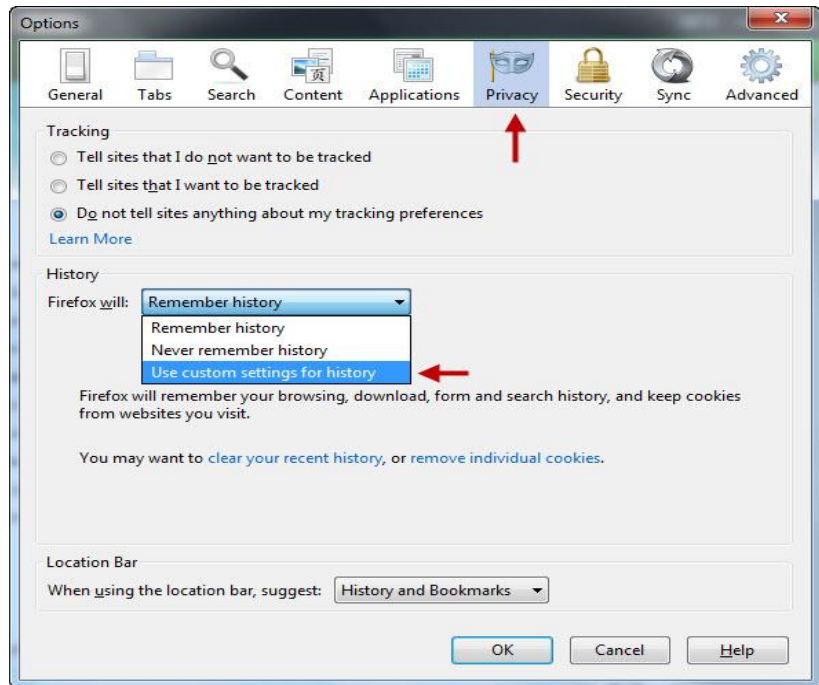 Options
General Tabs Search Content Applications Privacy Security Sync Advanced
Tracking
Tell sites that I do not want to be tracked
Tell sites that I want to be tracked
Do not tell sites anything about my tracking preferences
Learn More
History
Firefox will: Remember history
Remember history
Never remember history
Use custom settings for history
Firefox will remember your browsing, download, form and search history, and keep cookies
from websites you visit.
You may want to clear your recent history, or remove individual cookies.
Location Bar
When using the location bar, suggest: History and Bookmarks
OK Cancel Help